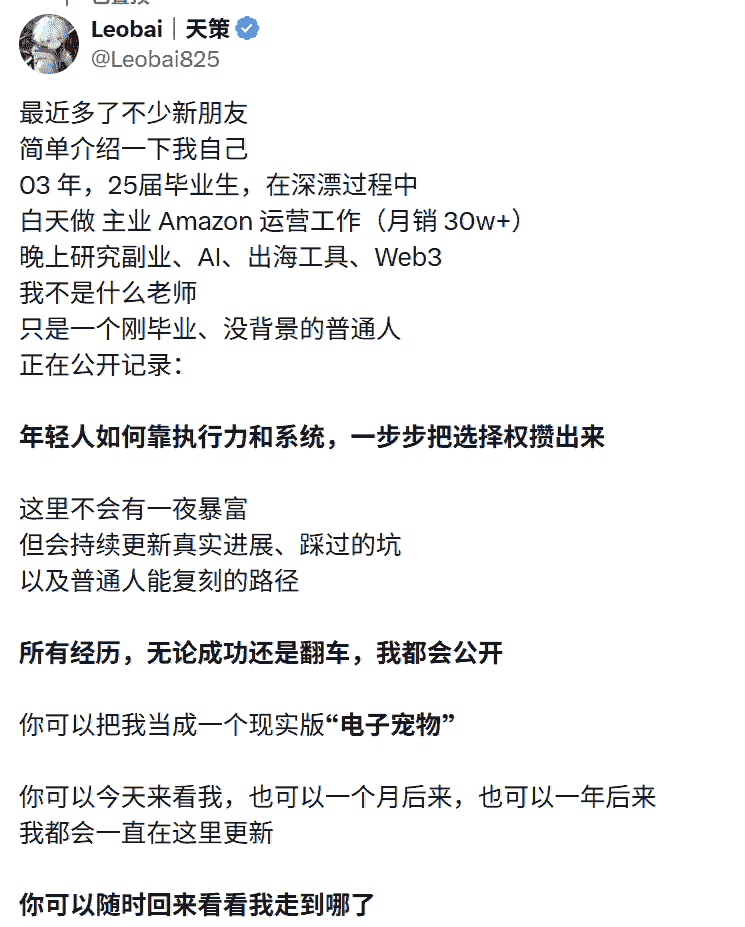 Leobai｜天策
@Leobai825
最近多了不少新朋友
简单介绍一下我自己
03 年，25届毕业生，在深漂过程中
白天做 主业 Amazon 运营工作（月销 30w+）
晚上研究副业、AI、出海工具、Web3
我不是什么老师
只是一个刚毕业、没背景的普通人
正在公开记录：
年轻人如何靠执行力和系统，一步步把选择权攒出来
这里不会有一夜暴富
但会持续更新真实进展、踩过的坑
以及普通人能复刻的路径
所有经历，无论成功还是翻车，我都会公开
你可以把我当成一个现实版“电子宠物”
你可以今天来看我，也可以一个月后来，也可以一年后来
我都会一直在这里更新
你可以随时回来看看我走到哪了